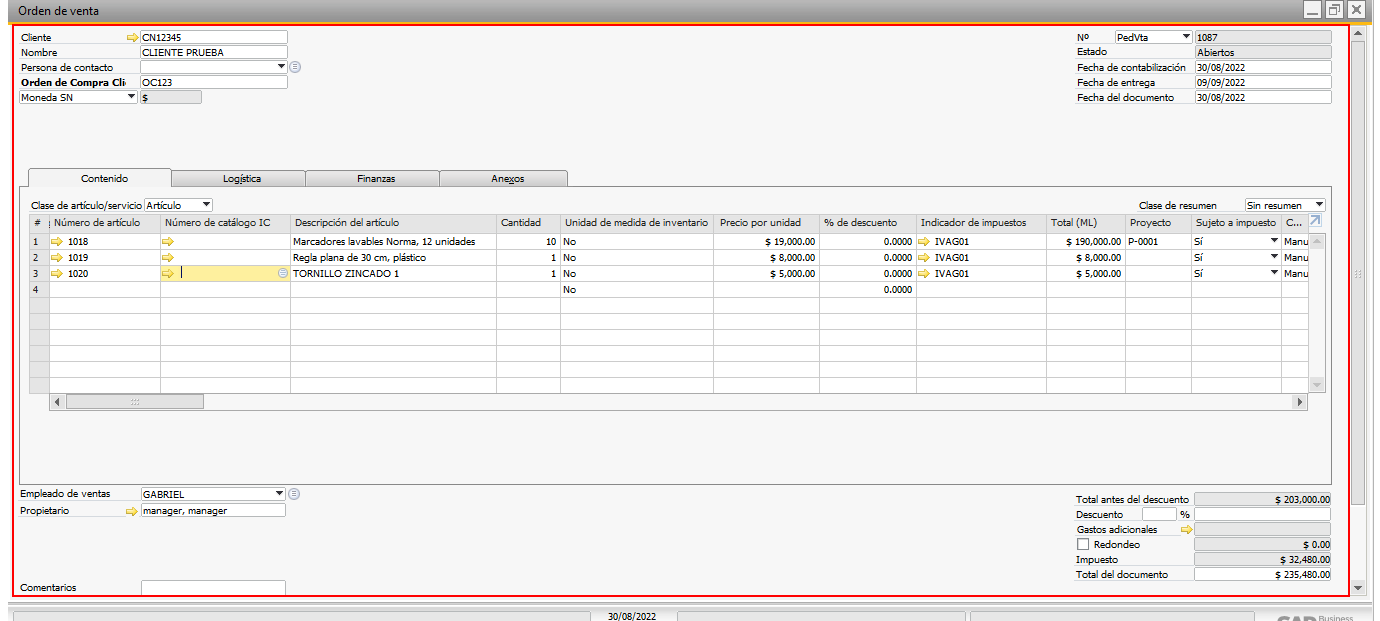 Orden de venta
Cliente CN12345
Nombre CLIENTE PRUEBA
Persona de contacto
Orden de Compra Cli OC123
Moneda SN $
Nº PedVta 1087
Estado Abiertos
Fecha de contabilización 30/08/2022
Fecha de entrega 09/09/2022
Fecha del documento 30/08/2022
Contenido Logística Finanzas Anexos
Clase de artículo/servicio Artículo Clase de resumen Sin resumen
# Número de artículo Número de catálogo IC Descripción del artículo Cantidad Unidad de medida de inventario Precio por unidad % de descuento Indicador de impuestos Total (ML) Proyecto Sujeto a impuesto C...
1 1018 Marcadores lavables Norma, 12 unidades 10 No $ 19,000.00 0.0000 IVAG01 $ 190,000.00 P-0001 Sí Manu
2 1019 Regla plana de 30 cm, plástico 1 No $ 8,000.00 0.0000 IVAG01 $ 8,000.00 Sí Manu
3 1020 TORNILLO ZINCADO 1 1 No $ 5,000.00 0.0000 IVAG01 $ 5,000.00 Sí Manu
4 No 0.0000
Empleado de ventas GABRIEL
Propietario manager, manager
Total antes del descuento $ 203,000.00
Descuento %
Gastos adicionales
Redondeo $ 0.00
Impuesto $ 32,480.00
Total del documento $ 235,480.00
Comentarios
30/08/2022
Business